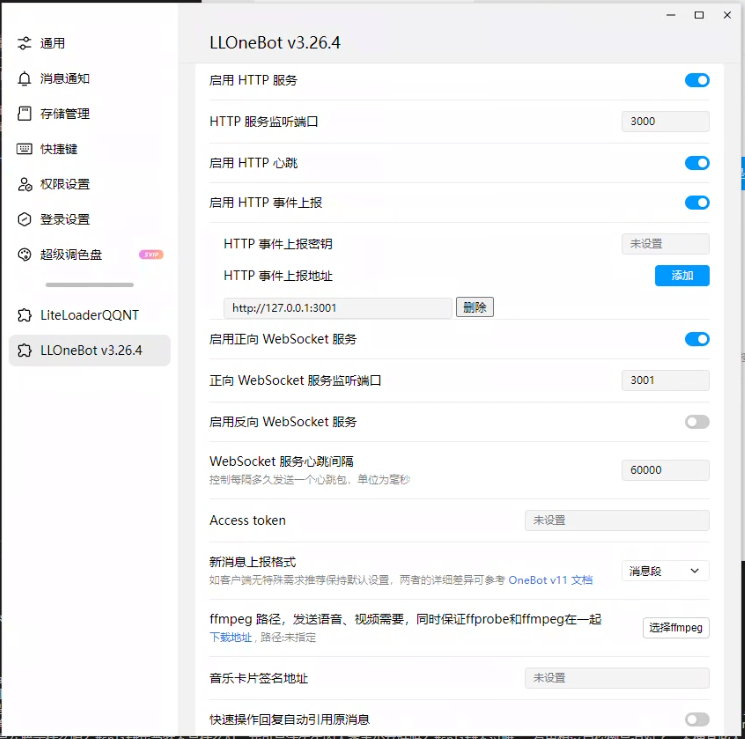 LLOneBot v3.26.4
通用
消息通知
存储管理
快捷键
权限设置
登录设置
超级调色盘 SVIP
LiteLoaderQQNT
LLOneBot v3.26.4
启用 HTTP 服务
HTTP 服务监听端口 3000
启用 HTTP 心跳
启用 HTTP 事件上报
HTTP 事件上报密钥 未设置
HTTP 事件上报地址 添加
http://127.0.0.1:3001 删除
启用正向 WebSocket 服务
正向 WebSocket 服务监听端口 3001
启用反向 WebSocket 服务
WebSocket 服务心跳间隔 60000
控制每隔多久发送一个心跳包，单位为毫秒
Access token 未设置
新消息上报格式 消息段
如客户端无特殊需求推荐保持默认设置，两者的详细差异可参考 OneBot v11 文档
ffmpeg 路径，发送语音、视频需要，同时保证ffprobe和ffmpeg在一起 选择ffmpeg
下载地址 , 路径:未指定
音乐卡片签名地址 未设置
快速操作回复自动引用原消息